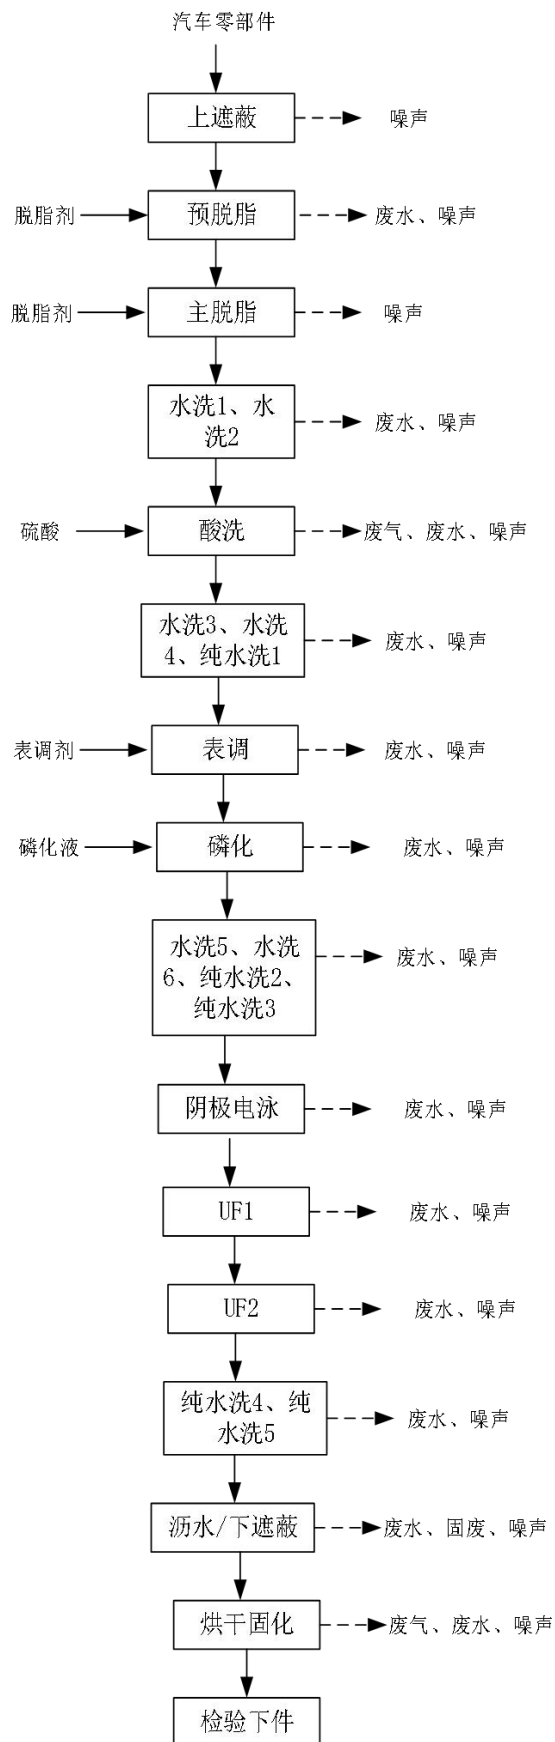 汽车零部件
上遮蔽
噪声
脱脂剂
预脱脂
废水、噪声
脱脂剂
主脱脂
噪声
水洗1、水
洗2
废水、噪声
硫酸
酸洗
废气、废水、噪声
水洗3、水洗
4、纯水洗1
废水、噪声
表调剂
表调
废水、噪声
磷化液
磷化
废水、噪声
水洗5、水洗
6、纯水洗2、
纯水洗3
废水、噪声
阴极电泳
废水、噪声
UF1
废水、噪声
UF2
废水、噪声
纯水洗4、纯
水洗5
废水、噪声
沥水/下遮蔽
废水、固废、噪声
烘干固化
废气、废水、噪声
检验下件